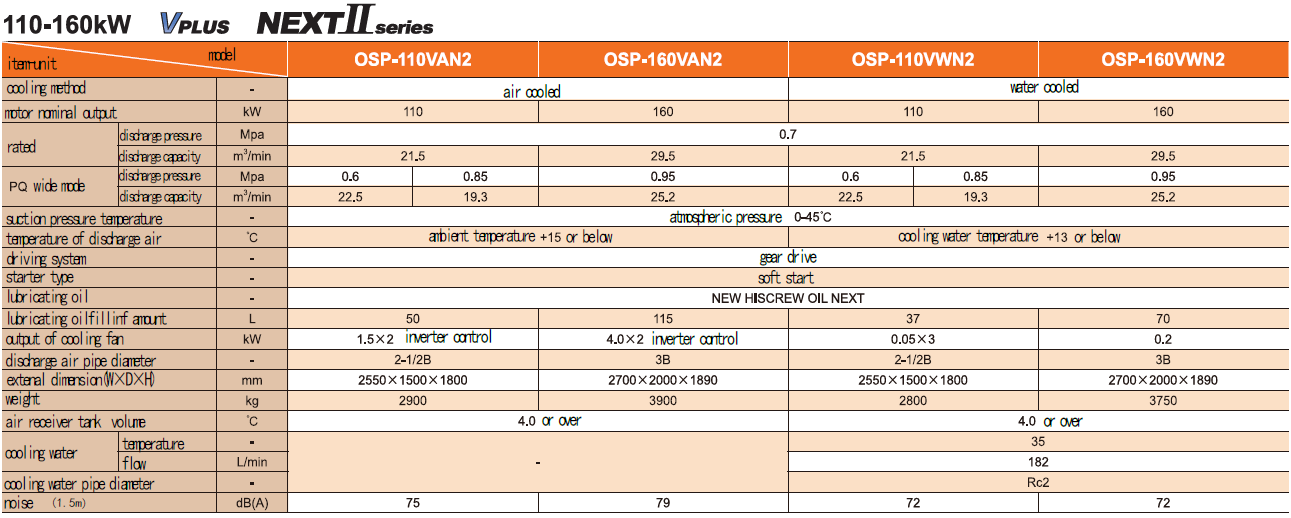 110-160kW VPLUS NEXTII series
item-unit model OSP-110VAN2 OSP-160VAN2 OSP-110VWN2 OSP-160VWN2
cooling method - air cooled water cooled
motor nominal output kW 110 160 110 160
rated discharge pressure Mpa 0.7
discharge capacity m³/min 21.5 29.5 21.5 29.5
PQ wide mode discharge pressure Mpa 0.6 0.85 0.95 0.6 0.85 0.95
discharge capacity m³/min 22.5 19.3 25.2 22.5 19.3 25.2
suction pressure temperature - atmospheric pressure 0-45℃
temperature of discharge air ℃ ambient temperature +15 or below cooling water temperature +13 or below
driving system - gear drive
starter type - soft start
lubricating oil - NEW HISCREW OIL NEXT
lubricating oilfillinf amount L 50 115 37 70
output of cooling fan kW 1.5×2 inverter control 4.0×2 inverter control 0.05×3 0.2
discharge air pipe diameter - 2-1/2B 3B 2-1/2B 3B
extenal dimension(W×D×H) mm 2550×1500×1800 2700×2000×1890 2550×1500×1800 2700×2000×1890
weight kg 2900 3900 2800 3750
air receiver tark volume ℃ 4.0 or over 4.0 or over
cooling water temperature - - 35
flow L/min 182
cooling water pipe diameter - Rc2
noise (1.5m) dB(A) 75 79 72 72